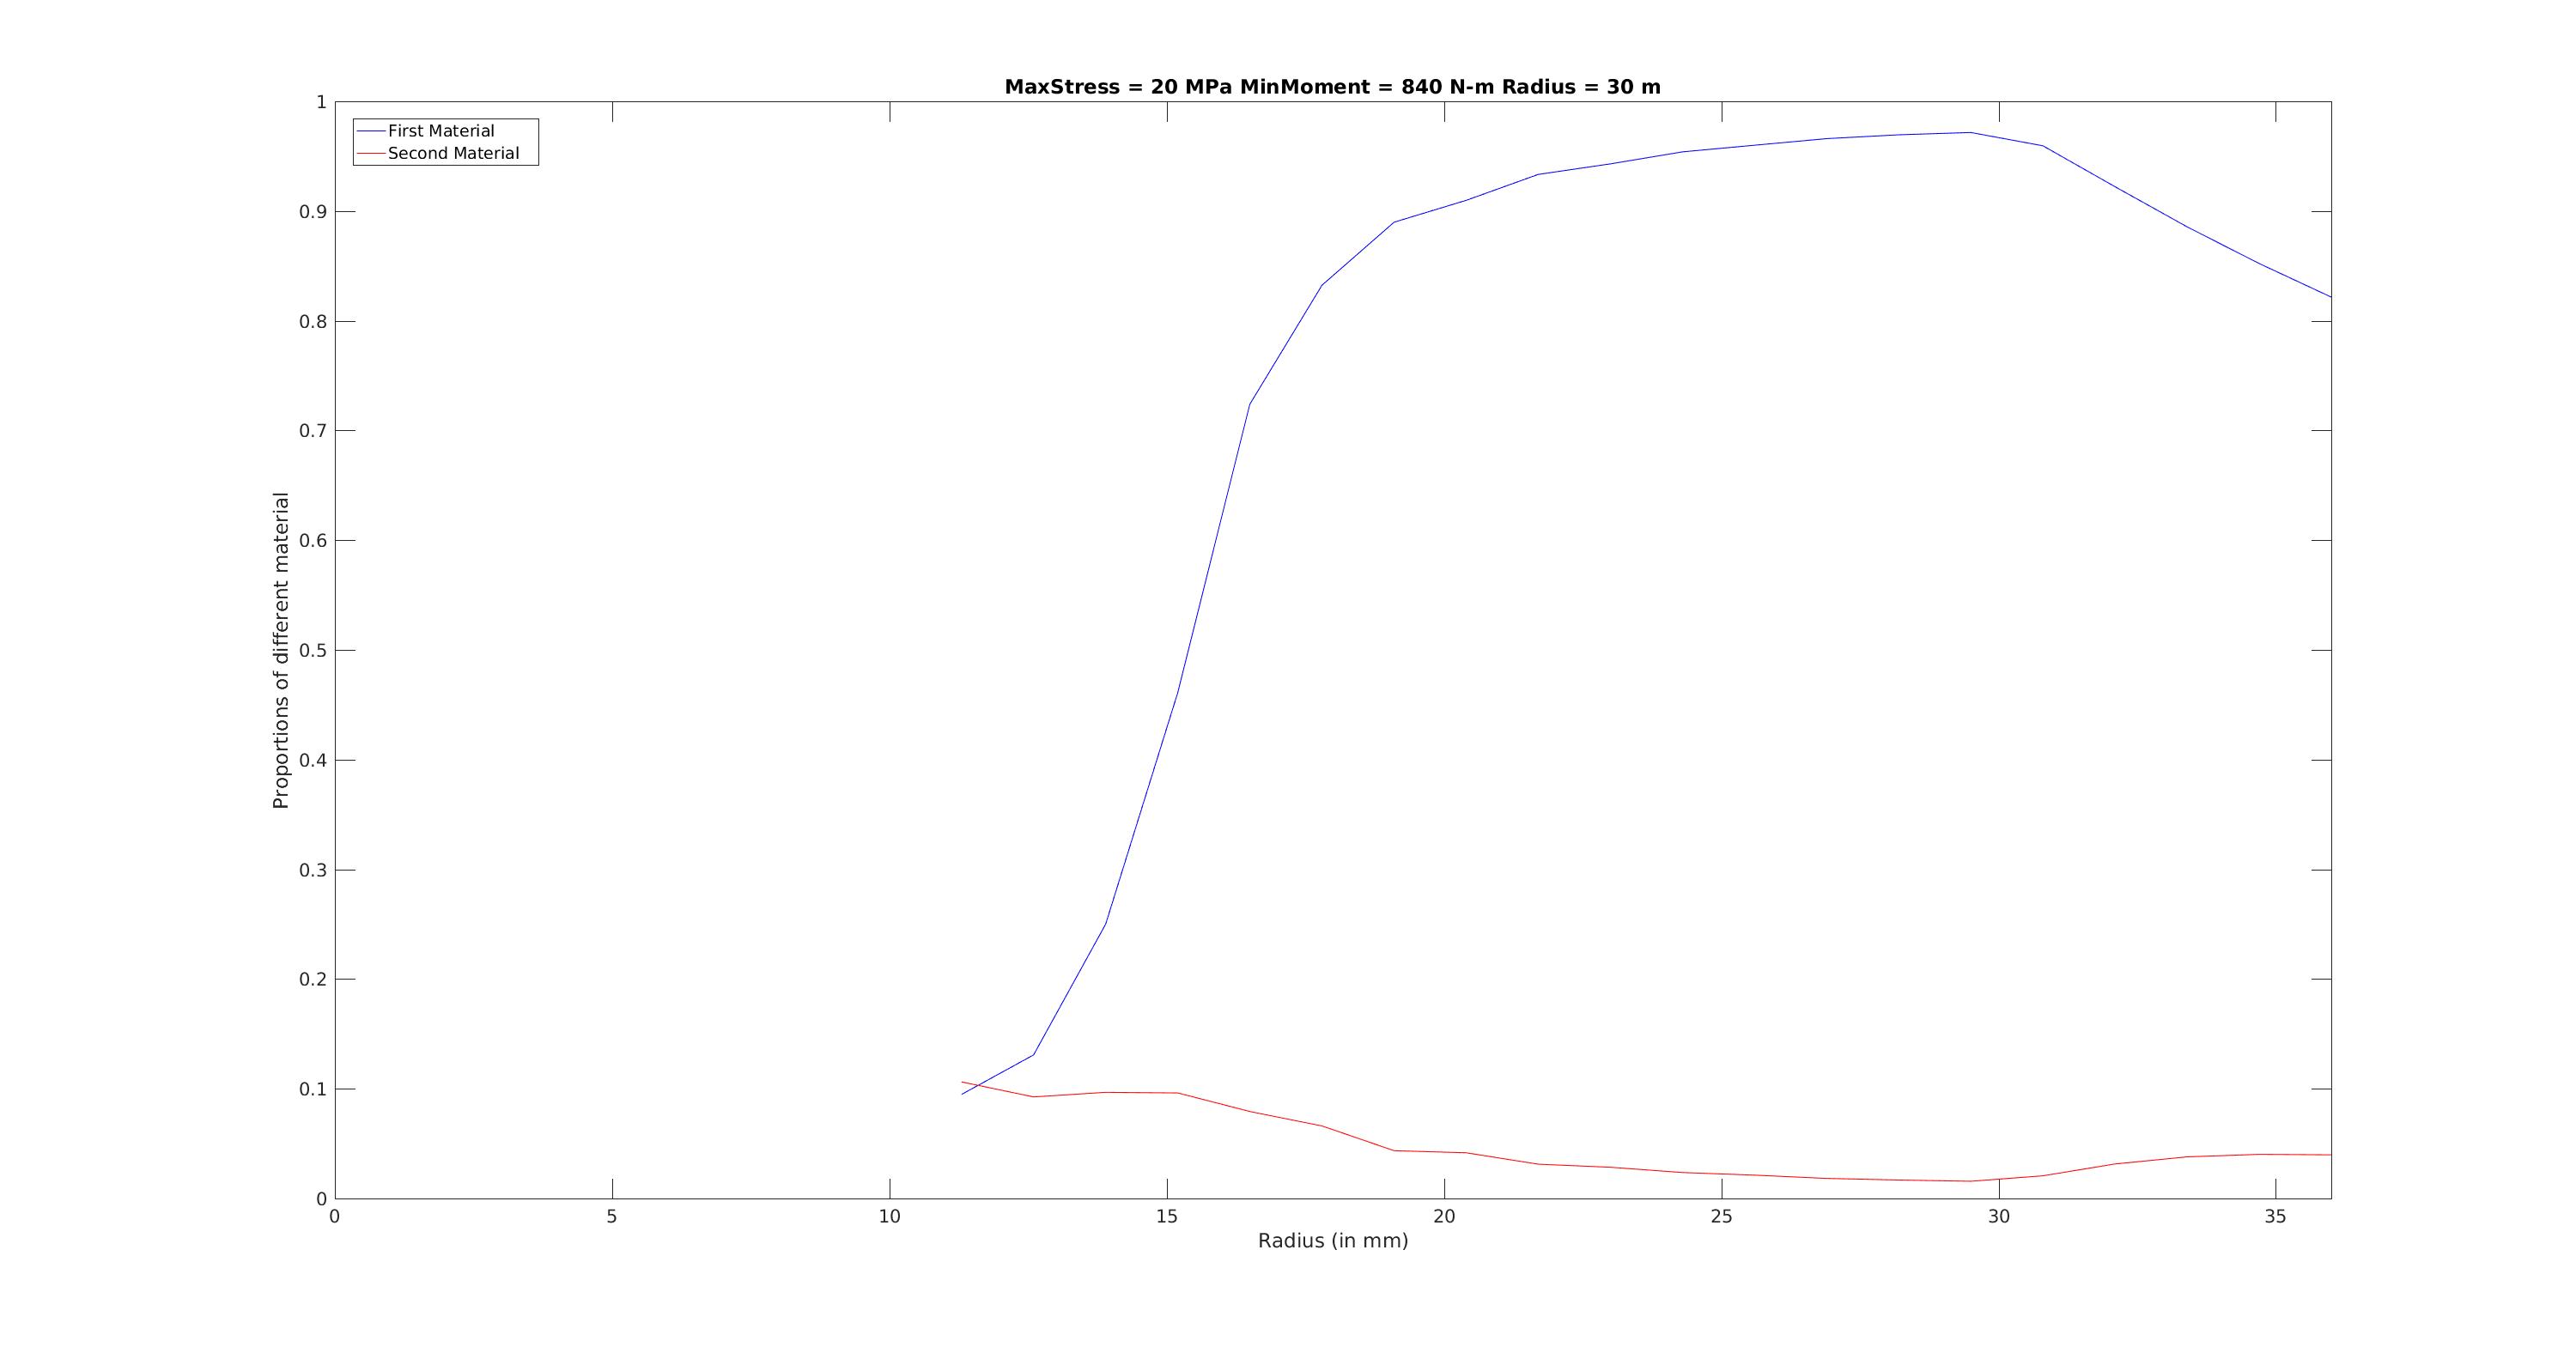 MaxStress = 20 MPa MinMoment = 840 N-m Radius = 30 m
First Material
Second Material
Proportions of different material
1
0.9
0.8
0.7
0.6
0.5
0.4
0.3
0.2
0.1
0
0 5 10 15 20 25 30 35
Radius (in mm)